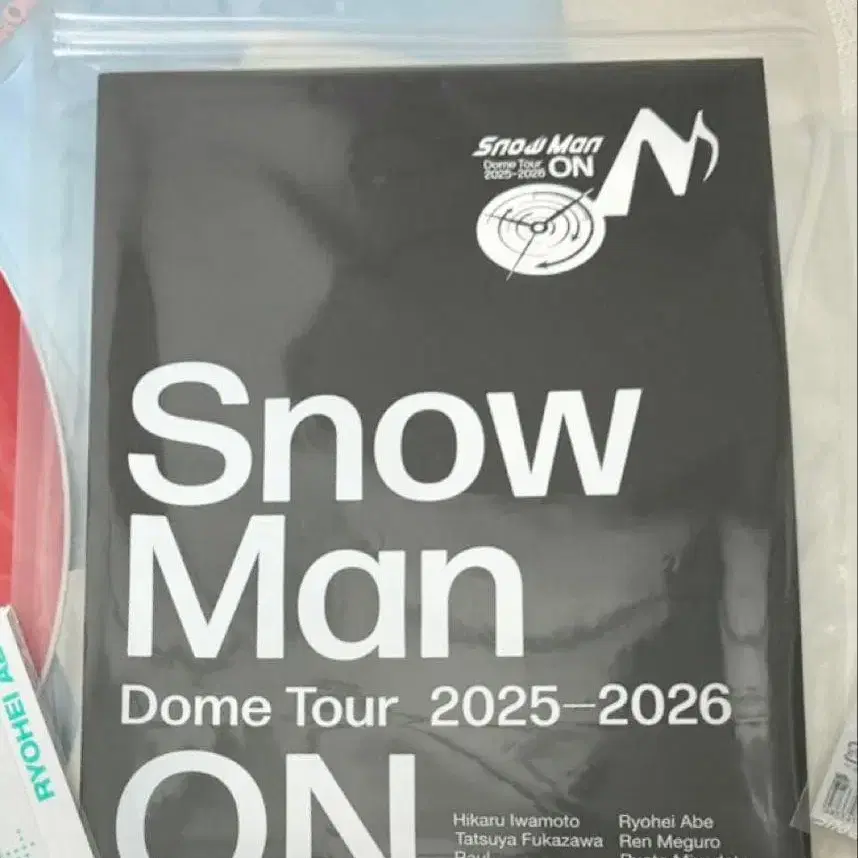 Snow Man
Dome Tour
2025-2026 ON
Snow
Man
Dome Tour 2025—2026
ON
Hikaru Iwamoto Ryohei Abe
Tatsuya Fukazawa Ren Meguro
Raul
RYOHEI